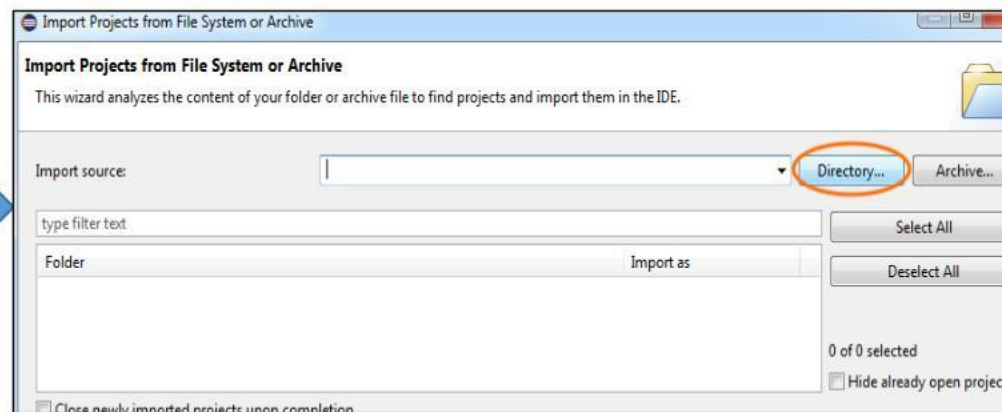 Import Projects from File System or Archive
Import Projects from File System or Archive
This wizard analyzes the content of your folder or archive file to find projects and import them in the IDE.
Import source: Directory... Archive...
type filter text Select All
Folder Import as
Deselect All
0 of 0 selected
Hide already open projec
Close newly imported projects upon completion